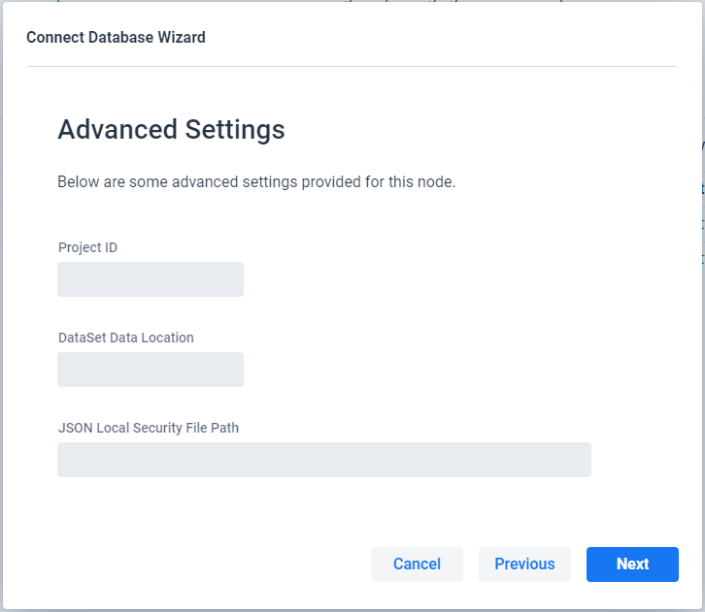 Connect Database Wizard
Advanced Settings
Below are some advanced settings provided for this node.
Project ID
DataSet Data Location
JSON Local Security File Path
Cancel Previous Next